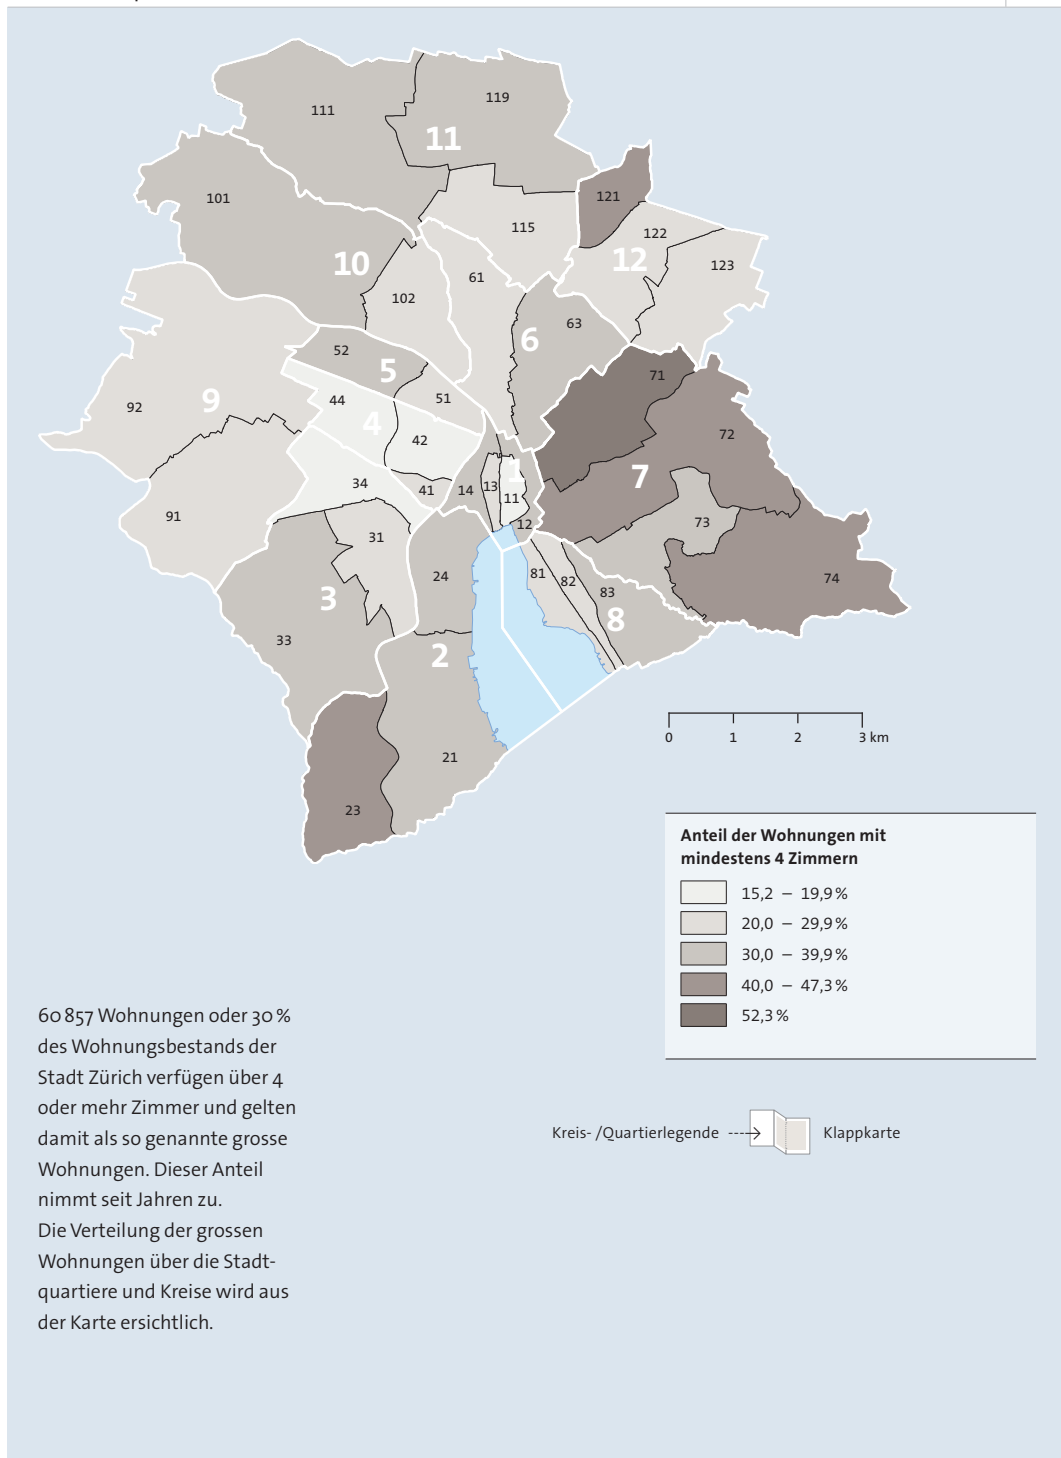 111
119
11
101
121
115
122
10
12
123
61
102
63
6
52
5
71
51
44
92
9
4
72
42
1
7
34
41
14
13
11
91
73
12
31
81
24
82
74
83
3
8
33
2
21
23
0 1 2 3 km
Anteil der Wohnungen mit
mindestens 4 Zimmern
15,2 – 19,9 %
20,0 – 29,9 %
30,0 – 39,9 %
40,0 – 47,3 %
52,3 %
60 857 Wohnungen oder 30 %
des Wohnungsbestands der
Stadt Zürich verfügen über 4
oder mehr Zimmer und gelten
damit als so genannte grosse
Wohnungen. Dieser Anteil
nimmt seit Jahren zu.
Die Verteilung der grossen
Wohnungen über die Stadt-
quartiere und Kreise wird aus
der Karte ersichtlich.
Kreis- /Quartierlegende
Klappkarte